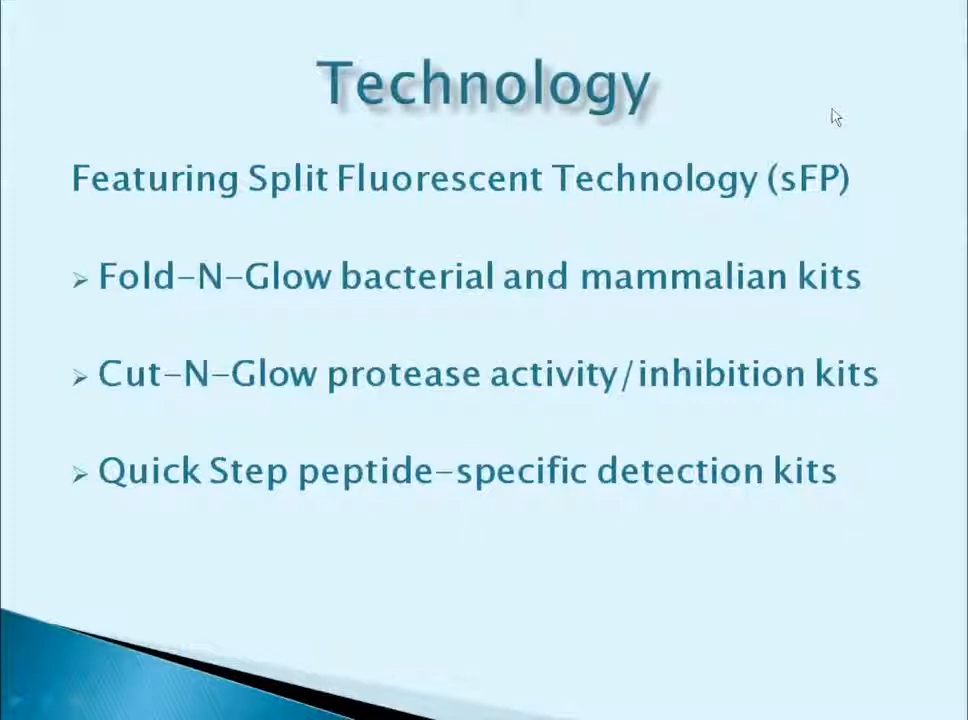 Technology
Featuring Split Fluorescent Technology (sFP)
Fold-N-Glow bacterial and mammalian kits
Cut-N-Glow protease activity/inhibition kits
Quick Step peptide-specific detection kits